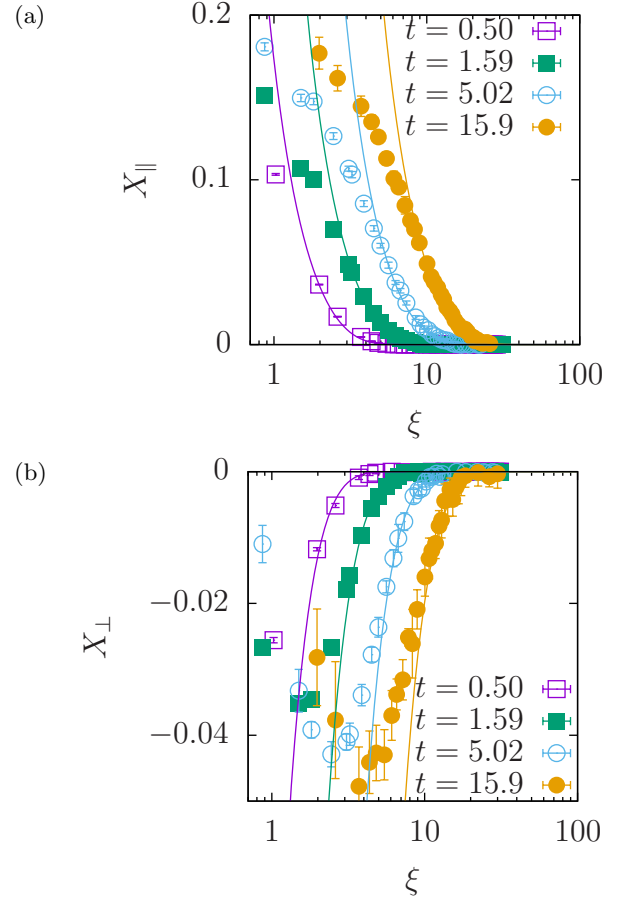 (a)
0.2
0.1
0
X∥
t = 0.50
t = 1.59
t = 5.02
t = 15.9
1 10 100
ξ
(b)
0
−0.02
−0.04
X⊥
t = 0.50
t = 1.59
t = 5.02
t = 15.9
1 10 100
ξ